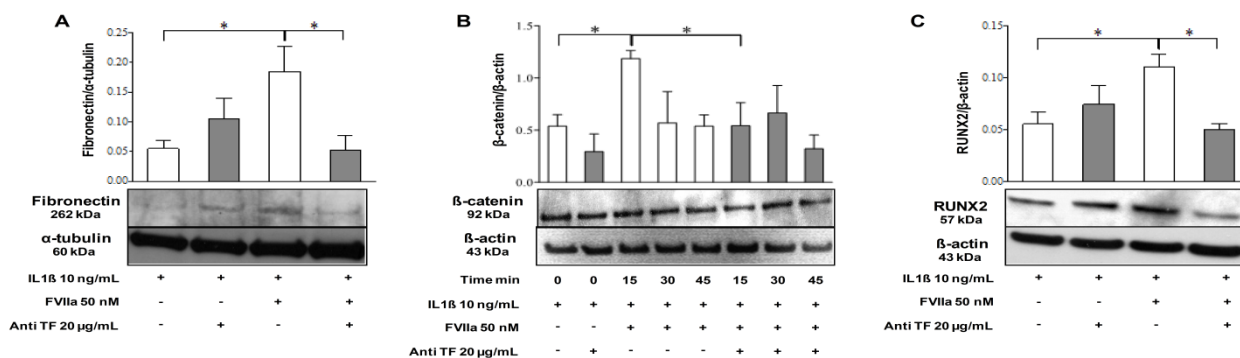 A
*
*
0.25
0.20
0.15
0.10
0.05
0.00
Fibronectin/α-tubulin
Fibronectin
262 kDa
α-tubulin
60 kDa
IL1ß 10 ng/mL + + + +
FVIIa 50 nM - - + +
Anti TF 20 µg/mL - + - +
B
*
*
1.5
1.0
0.5
0.0
β-catenin/β-actin
ß-catenin
92 kDa
ß-actin
43 kDa
Time min 0 0 15 30 45 15 30 45
IL1ß 10 ng/mL + + + + + + + +
FVIIa 50 nM - - + + + + + +
Anti TF 20 µg/mL - + - - - + + +
C
*
*
0.15
0.10
0.05
0.00
RUNX2/β-actin
RUNX2
57 kDa
ß-actin
43 kDa
IL1ß 10 ng/mL + + + +
FVIIa 50 nM - - + +
Anti TF 20 µg/mL - + - +